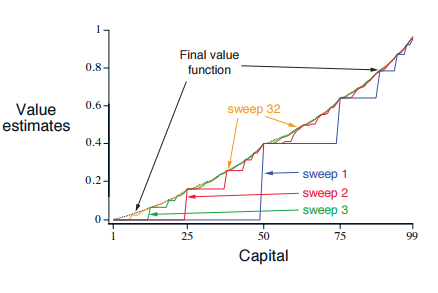 1
0.8
0.6
0.4
0.2
0
Value
estimates
Final value
function
sweep 32
sweep 1
sweep 2
sweep 3
1
25
50
75
99
Capital